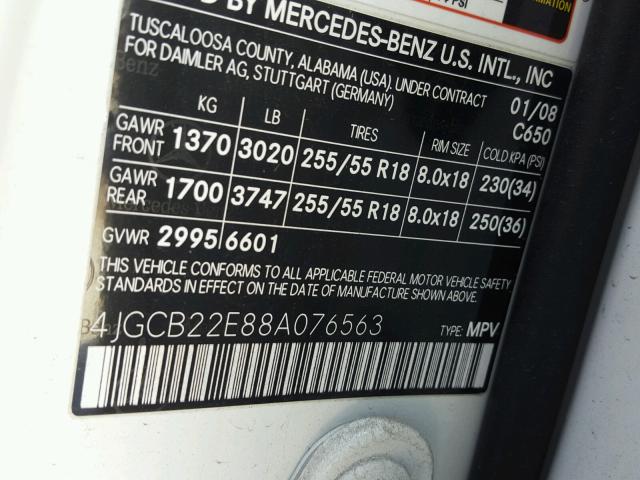 PSI
INFORMATION
D BY MERCEDES-BENZ U.S. INTL., INC
TUSCALOOSA COUNTY, ALABAMA (USA). UNDER CONTRACT
FOR DAIMLER AG, STUTTGART (GERMANY)
01/08
C650
KG LB TIRES RIM SIZE COLD KPA (PSI)
GAWR FRONT 1370 3020 255/55 R18 8.0x18 230(34)
GAWR REAR 1700 3747 255/55 R18 8.0x18 250(36)
GVWR 2995 6601
THIS VEHICLE CONFORMS TO ALL APPLICABLE FEDERAL MOTOR VEHICLE SAFETY
STANDARDS IN EFFECT ON THE DATE OF MANUFACTURE SHOWN ABOVE.
4JGCB22E88A076563
TYPE: MPV